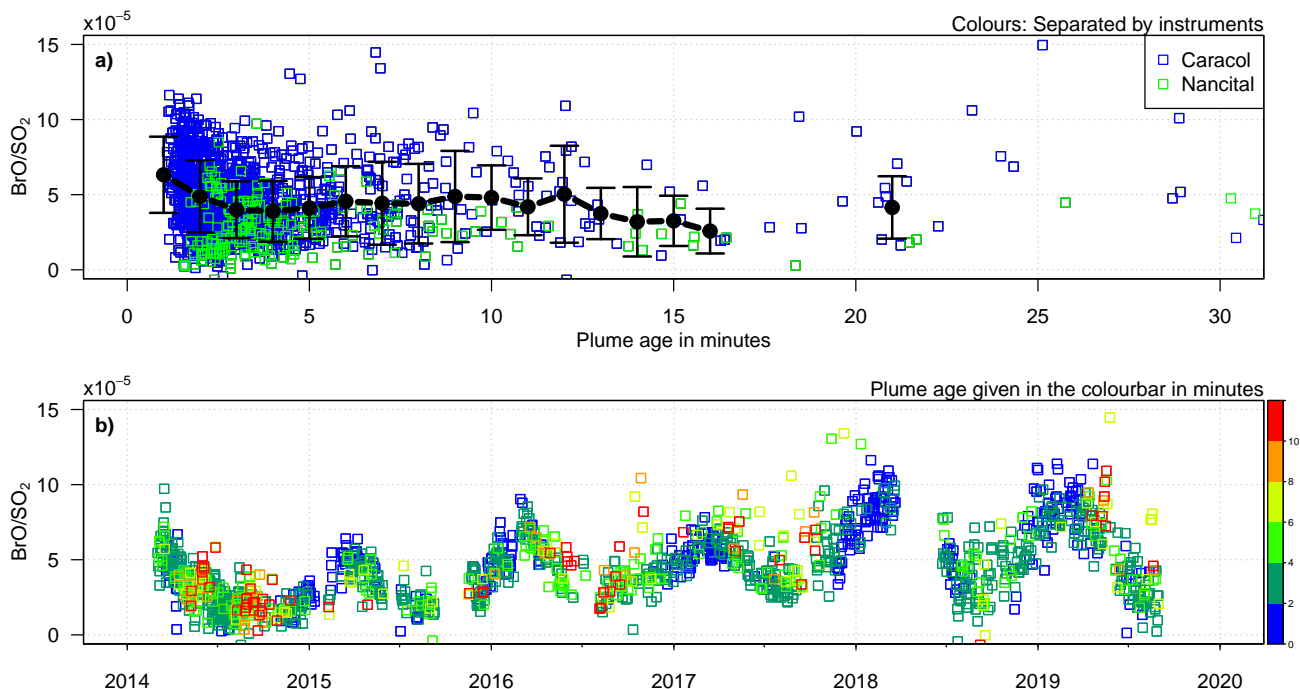 x10⁻⁵
Colours: Separated by instruments
15
a)
Caracol
Nancital
10
BrO/SO₂
5
0
0 5 10 15 20 25 30
Plume age in minutes
x10⁻⁵
Plume age given in the colourbar in minutes
15
b)
10
BrO/SO₂
5
0
10
8
6
4
2
0
2014 2015 2016 2017 2018 2019 2020